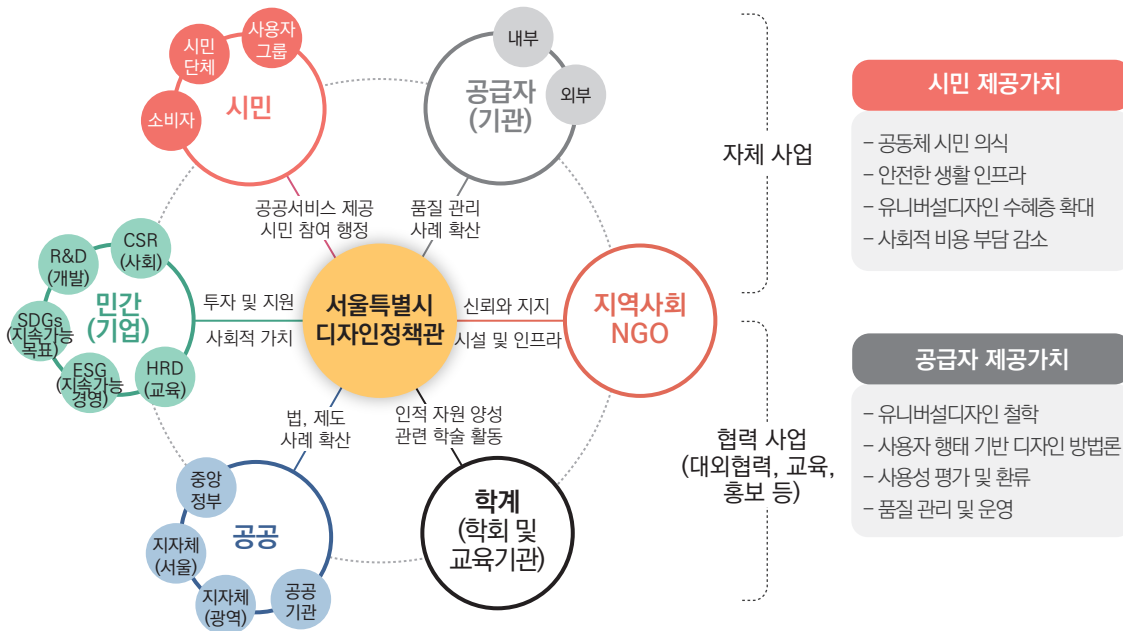 사용자
그룹
시민
단체
소비자
시민
내부
외부
공급자
(기관)
공공서비스 제공
시민 참여 행정
품질 관리
사례 확산
CSR
(사회)
R&D
(개발)
SDGs
(지속가능
목표)
ESG
(지속가능
경영)
HRD
(교육)
민간
(기업)
투자 및 지원
사회적 가치
서울특별시
디자인정책관
신뢰와 지지
시설 및 인프라
지역사회
NGO
법, 제도
사례 확산
인적 자원 양성
관련 학술 활동
중앙
정부
지자체
(서울)
지자체
(광역)
공공
기관
공공
학계
(학회 및
교육기관)
자체 사업
협력 사업
(대외협력, 교육,
홍보 등)
시민 제공가치
– 공동체 시민 의식
– 안전한 생활 인프라
– 유니버설디자인 수혜층 확대
– 사회적 비용 부담 감소
공급자 제공가치
– 유니버설디자인 철학
– 사용자 행태 기반 디자인 방법론
– 사용성 평가 및 환류
– 품질 관리 및 운영